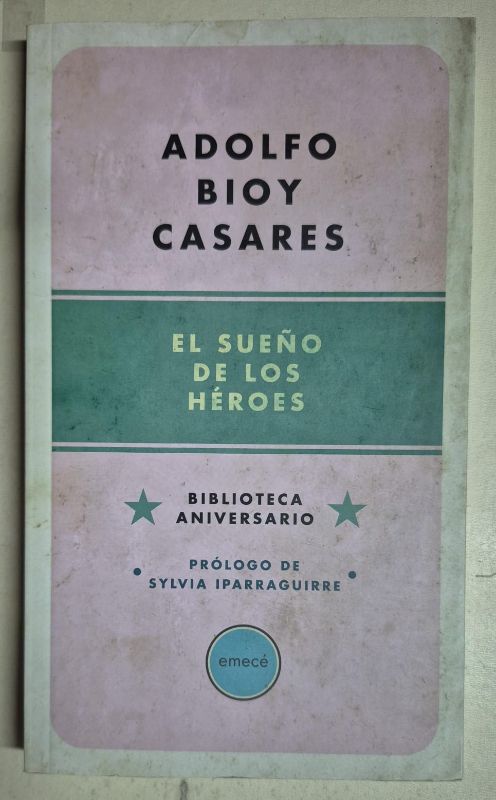 ADOLFO
BIOY
CASARES
EL SUEÑO
DE LOS
HÉROES
BIBLIOTECA
ANIVERSARIO
PRÓLOGO DE
SYLVIA IPARRAGUIRRE
emecé